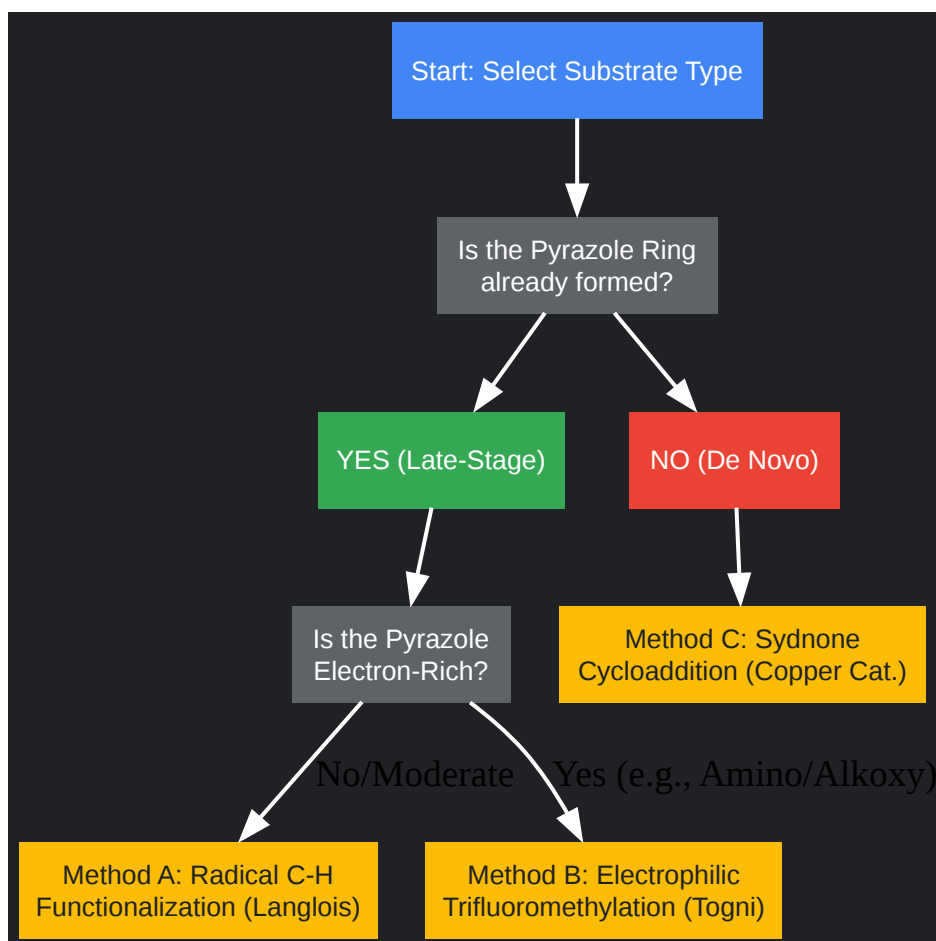 Start: Select Substrate Type
Is the Pyrazole Ring
already formed?
YES (Late-Stage)
NO (De Novo)
Is the Pyrazole
Electron-Rich?
Method C: Sydnone
Cycloaddition (Copper Cat.)
No/Moderate
Yes (e.g., Amino/Alkoxy)
Method A: Radical C-H
Functionalization (Langlois)
Method B: Electrophilic
Trifluoromethylation (Togni)